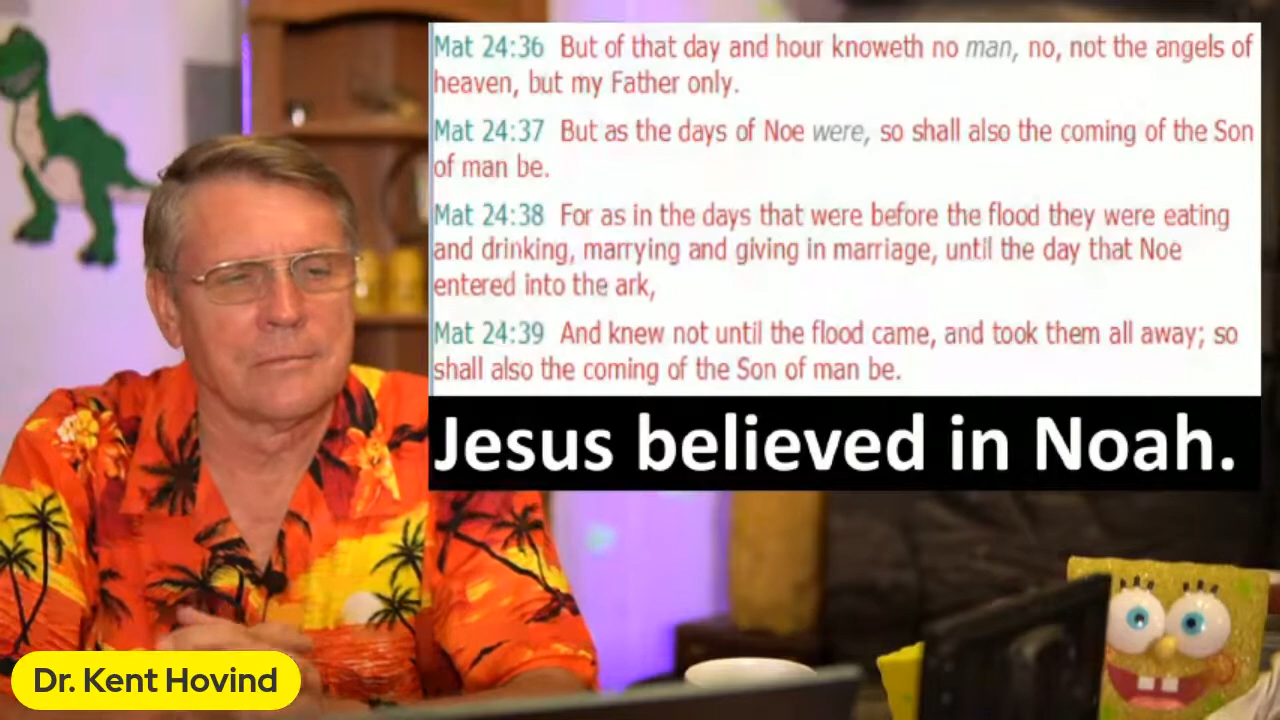 Mat 24:36 But of that day and hour knoweth no man, no, not the angels of
heaven, but my Father only.
Mat 24:37 But as the days of Noe were, so shall also the coming of the Son
of man be.
Mat 24:38 For as in the days that were before the flood they were eating
and drinking, marrying and giving in marriage, until the day that Noe
entered into the ark,
Mat 24:39 And knew not until the flood came, and took them all away; so
shall also the coming of the Son of man be.
Jesus believed in Noah.
Dr. Kent Hovind